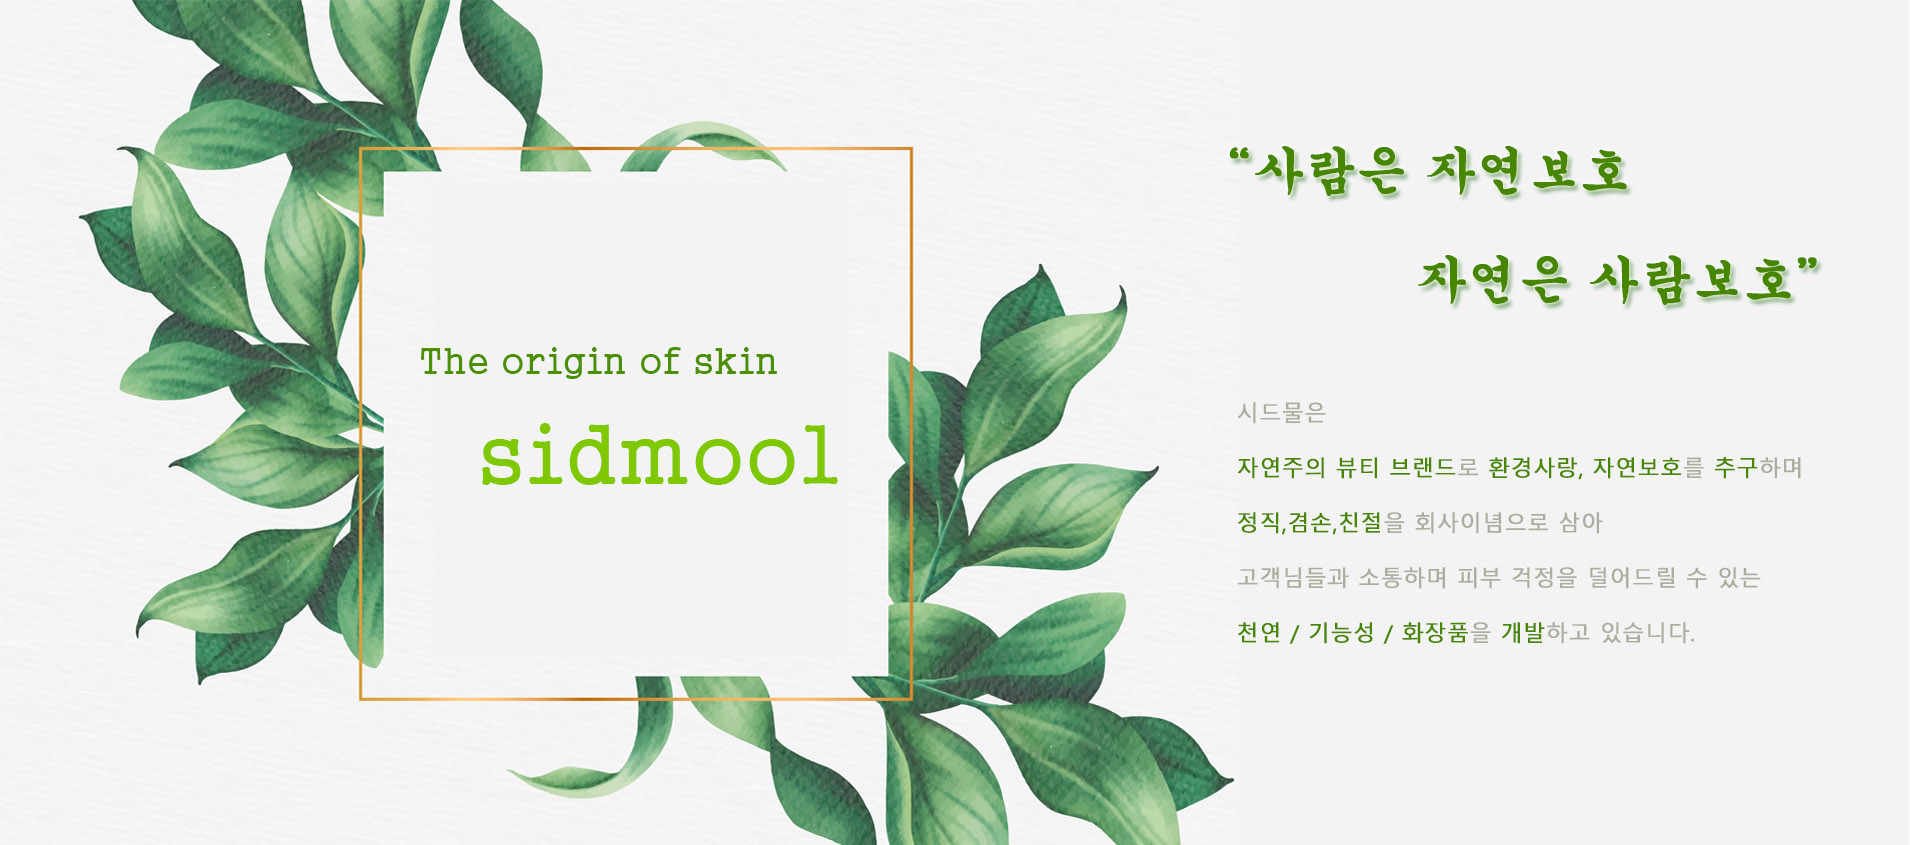 The origin of skin
sidmool
“사람은 자연보호
자연은 사람보호”
시드물은
자연주의 뷰티 브랜드로 환경사랑, 자연보호를 추구하며
정직,겸손,친절을 회사이념으로 삼아
고객님들과 소통하며 피부 걱정을 덜어드릴 수 있는
천연 / 기능성 / 화장품을 개발하고 있습니다.